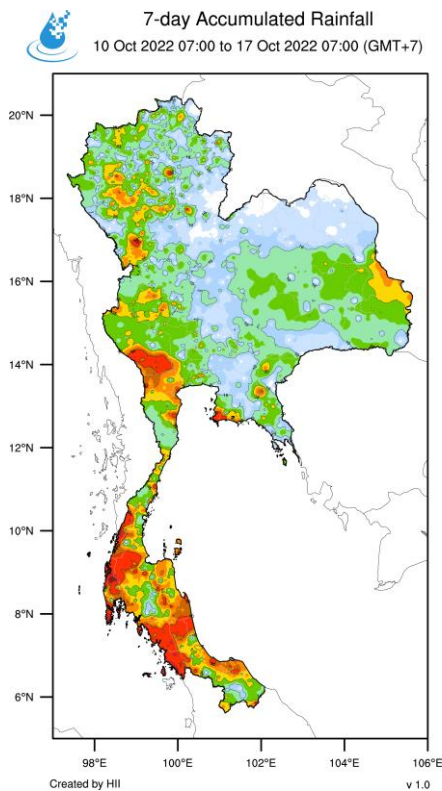 7-day Accumulated Rainfall
10 Oct 2022 07:00 to 17 Oct 2022 07:00 (GMT+7)
20°N
18°N
16°N
14°N
12°N
10°N
8°N
6°N
98°E
100°E
102°E
104°E
106°E
Created by HII
v 1.0